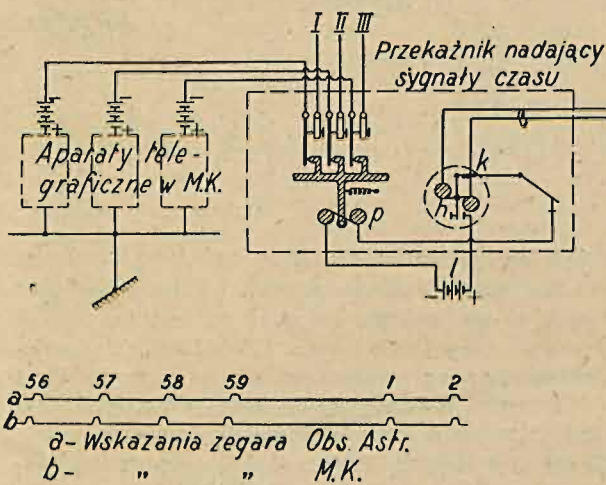 I II III
Przekaźnik nadający
sygnały czasu
- - -
+ + +
Aparaty tele-
graficzne w M.K.
k
h
p
l
- +
56 57 58 59 1 2
a
b
a- Wskazania zegara Obs. Astr.
b- " " M.K.